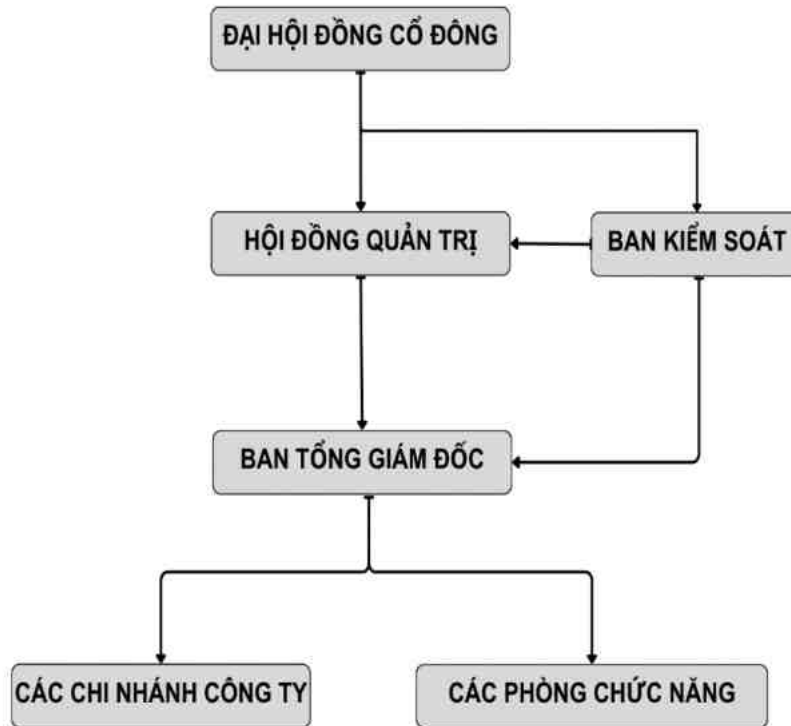 ĐẠI HỘI ĐỒNG CỔ ĐÔNG
HỘI ĐỒNG QUẢN TRỊ
BAN KIỂM SOÁT
BAN TỔNG GIÁM ĐỐC
CÁC CHI NHÁNH CÔNG TY
CÁC PHÒNG CHỨC NĂNG